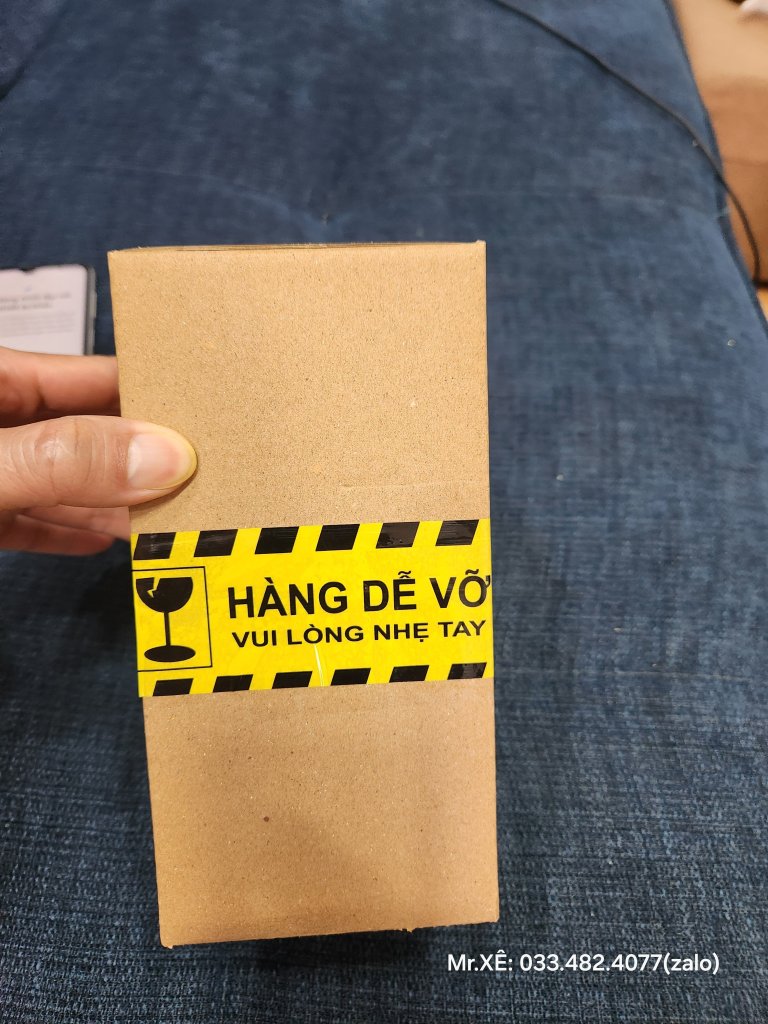 HÀNG DỄ VỠ
VUI LÒNG NHẸ TAY
Mr.XÊ: 033.482.4077(zalo)